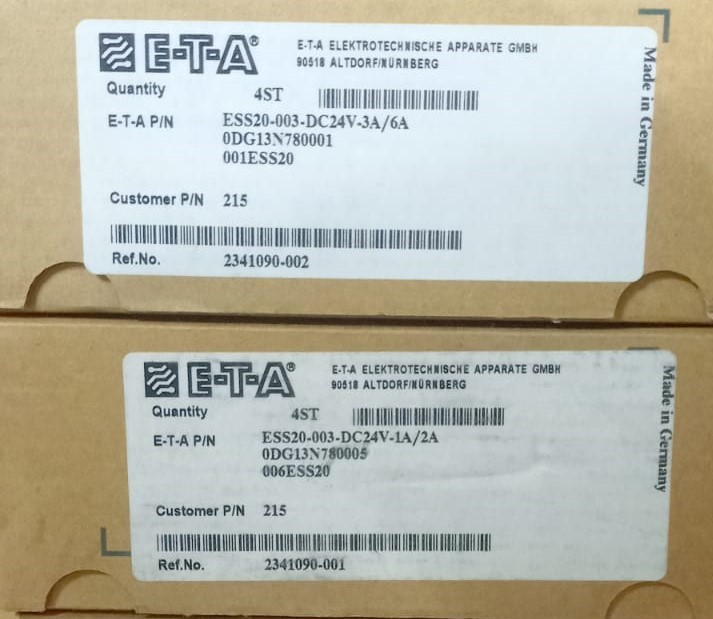 E-T-A® E-T-A ELEKTROTECHNISCHE APPARATE GMBH
90518 ALTDORF/NÜRNBERG
Made in Germany
Quantity 4ST
E-T-A P/N ESS20-003-DC24V-3A/6A
0DG13N780001
001ESS20
Customer P/N 215
Ref.No. 2341090-002
E-T-A® E-T-A ELEKTROTECHNISCHE APPARATE GMBH
90518 ALTDORF/NÜRNBERG
Made in Germany
Quantity 4ST
E-T-A P/N ESS20-003-DC24V-1A/2A
0DG13N780005
006ESS20
Customer P/N 215
Ref.No. 2341090-001